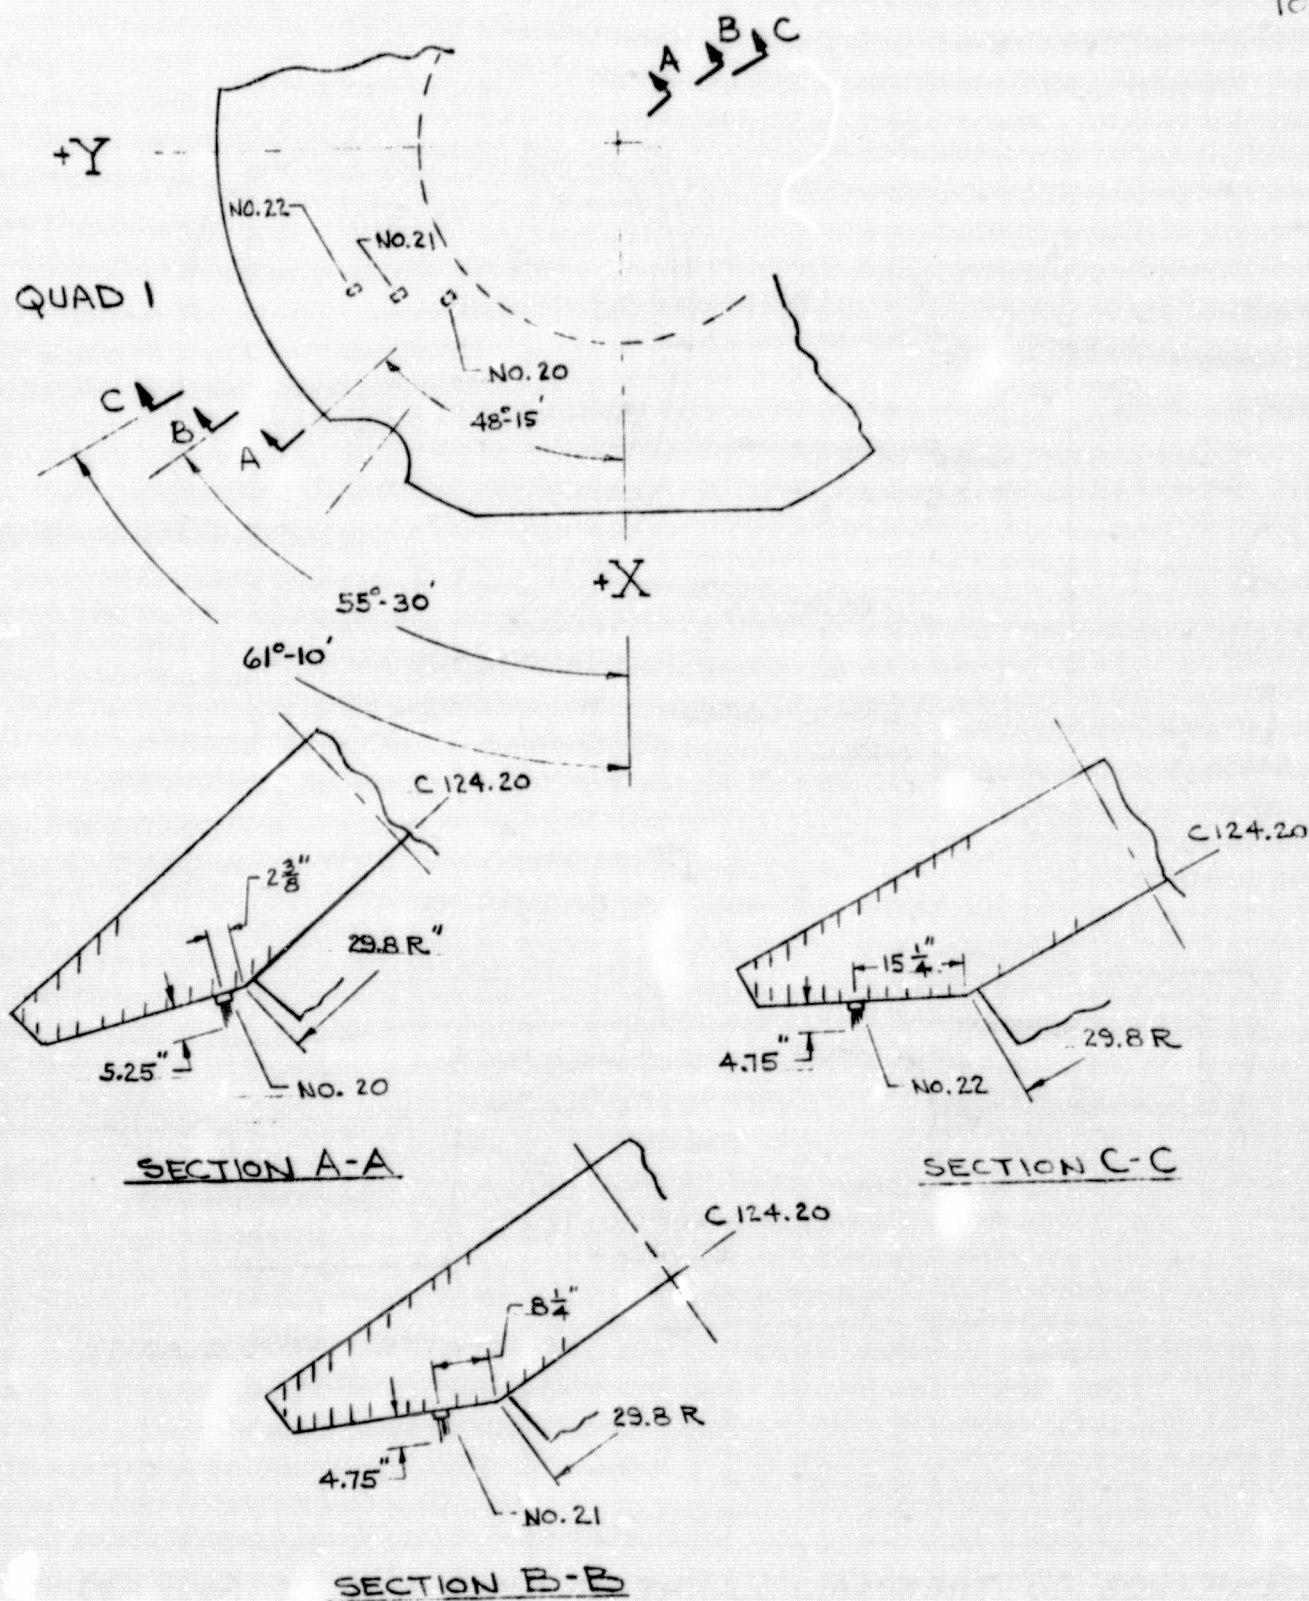 10
B C
A
+Y
NO.22
NO.21
QUAD 1
NO.20
C
48°-15'
B
A
+X
55°-30'
61°-10'
C 124.20
C 124.20
2 3/8"
29.8 R"
15 1/4"
29.8 R
4.75"
5.25"
NO. 20
NO.22
SECTION A-A
SECTION C-C
C 124.20
8 1/4"
29.8 R
4.75"
NO. 21
SECTION B-B